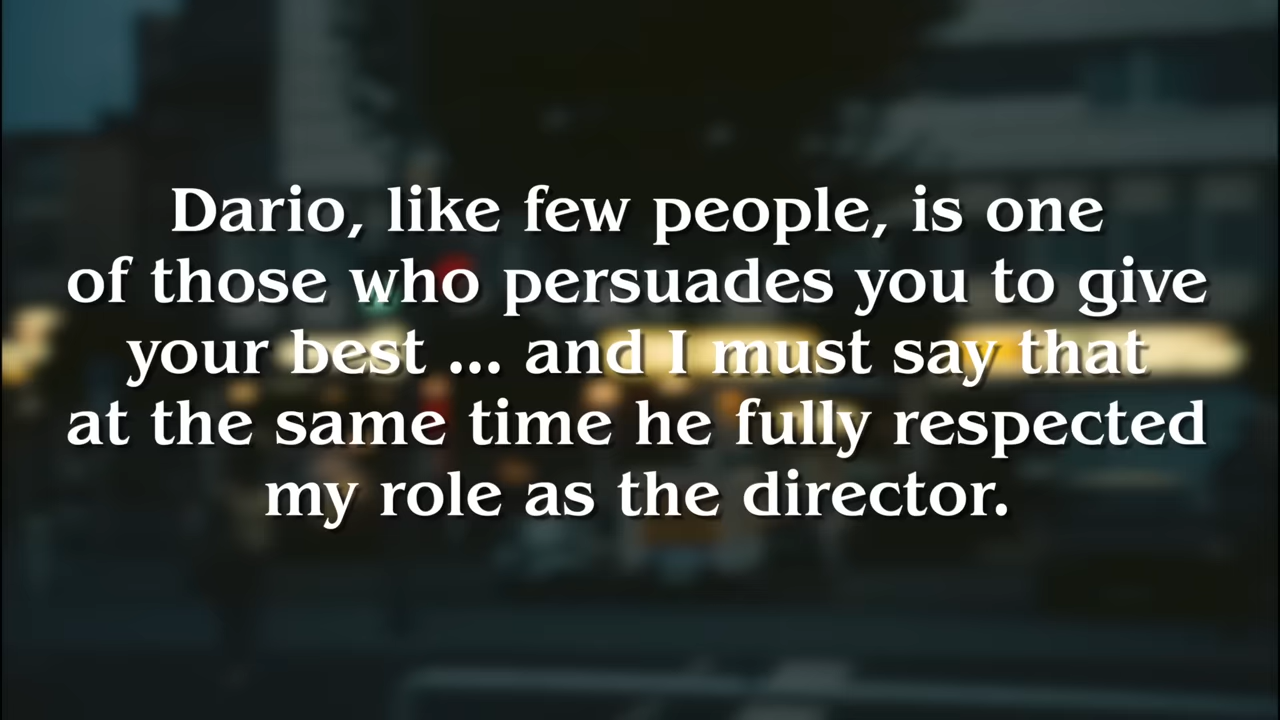 Dario, like few people, is one
of those who persuades you to give
your best ... and I must say that
at the same time he fully respected
my role as the director.